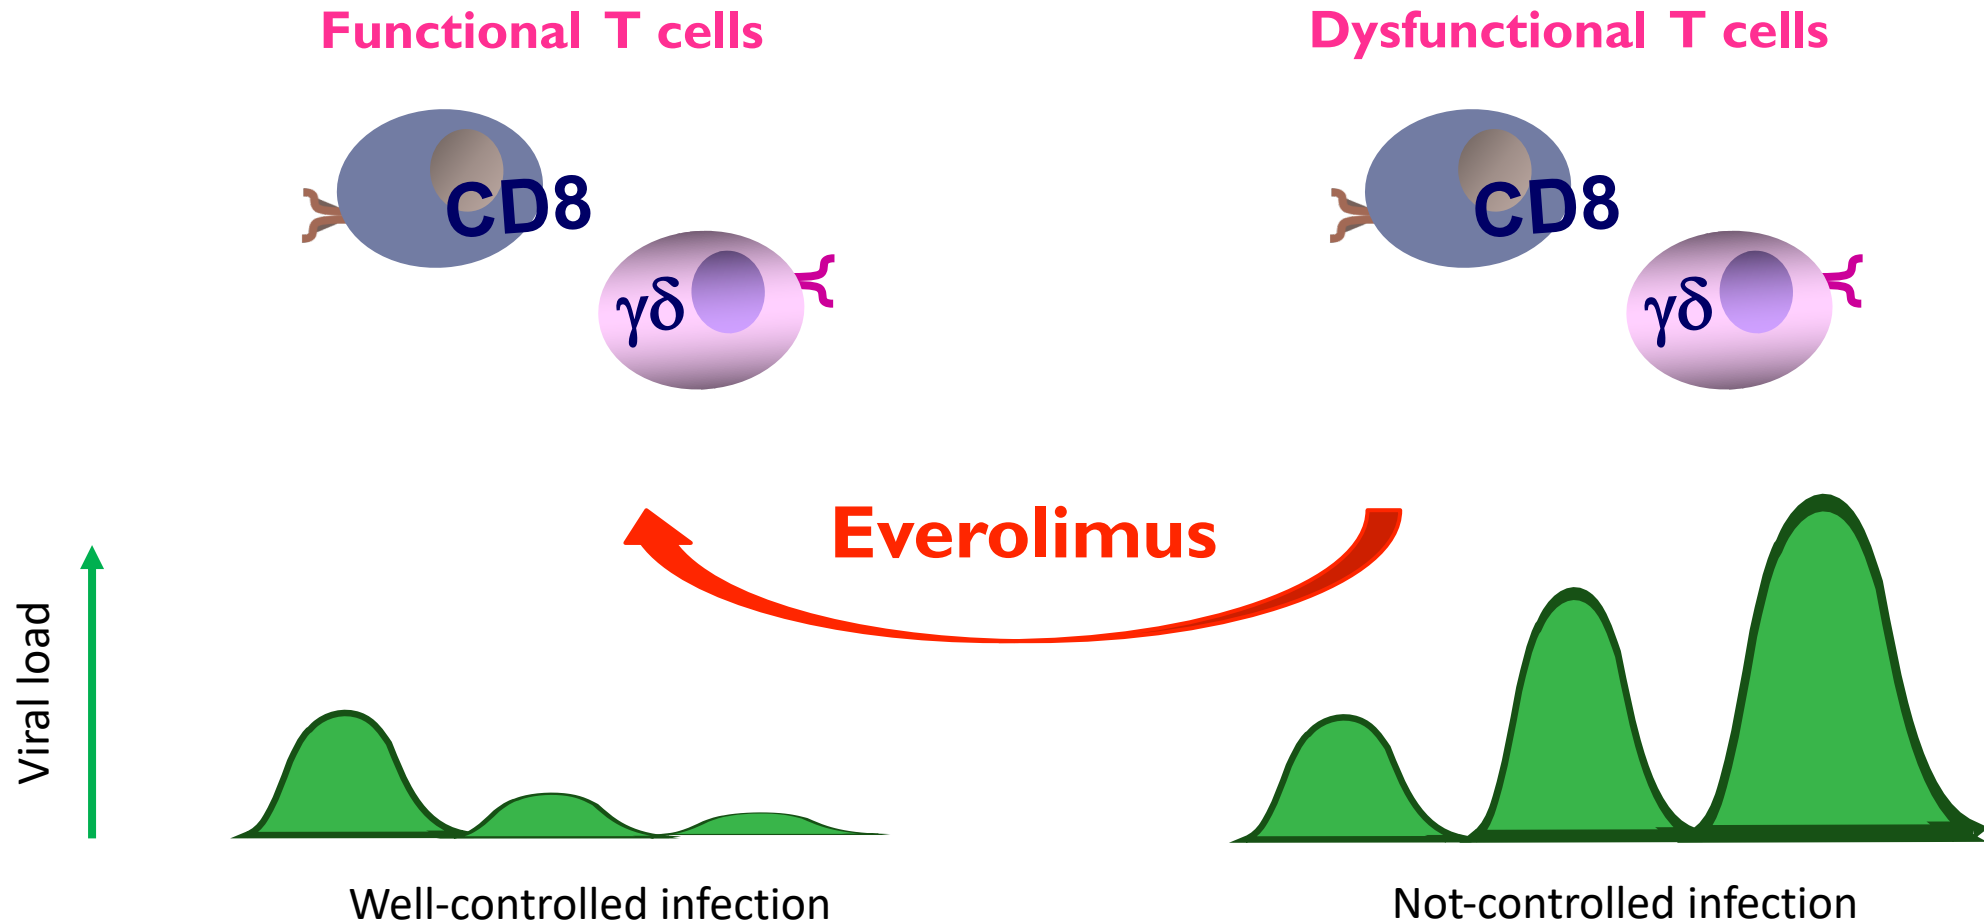 Functional T cells
Dysfunctional T cells
CD8
γδ
CD8
γδ
Everolimus
Viral load
Well-controlled infection
Not-controlled infection